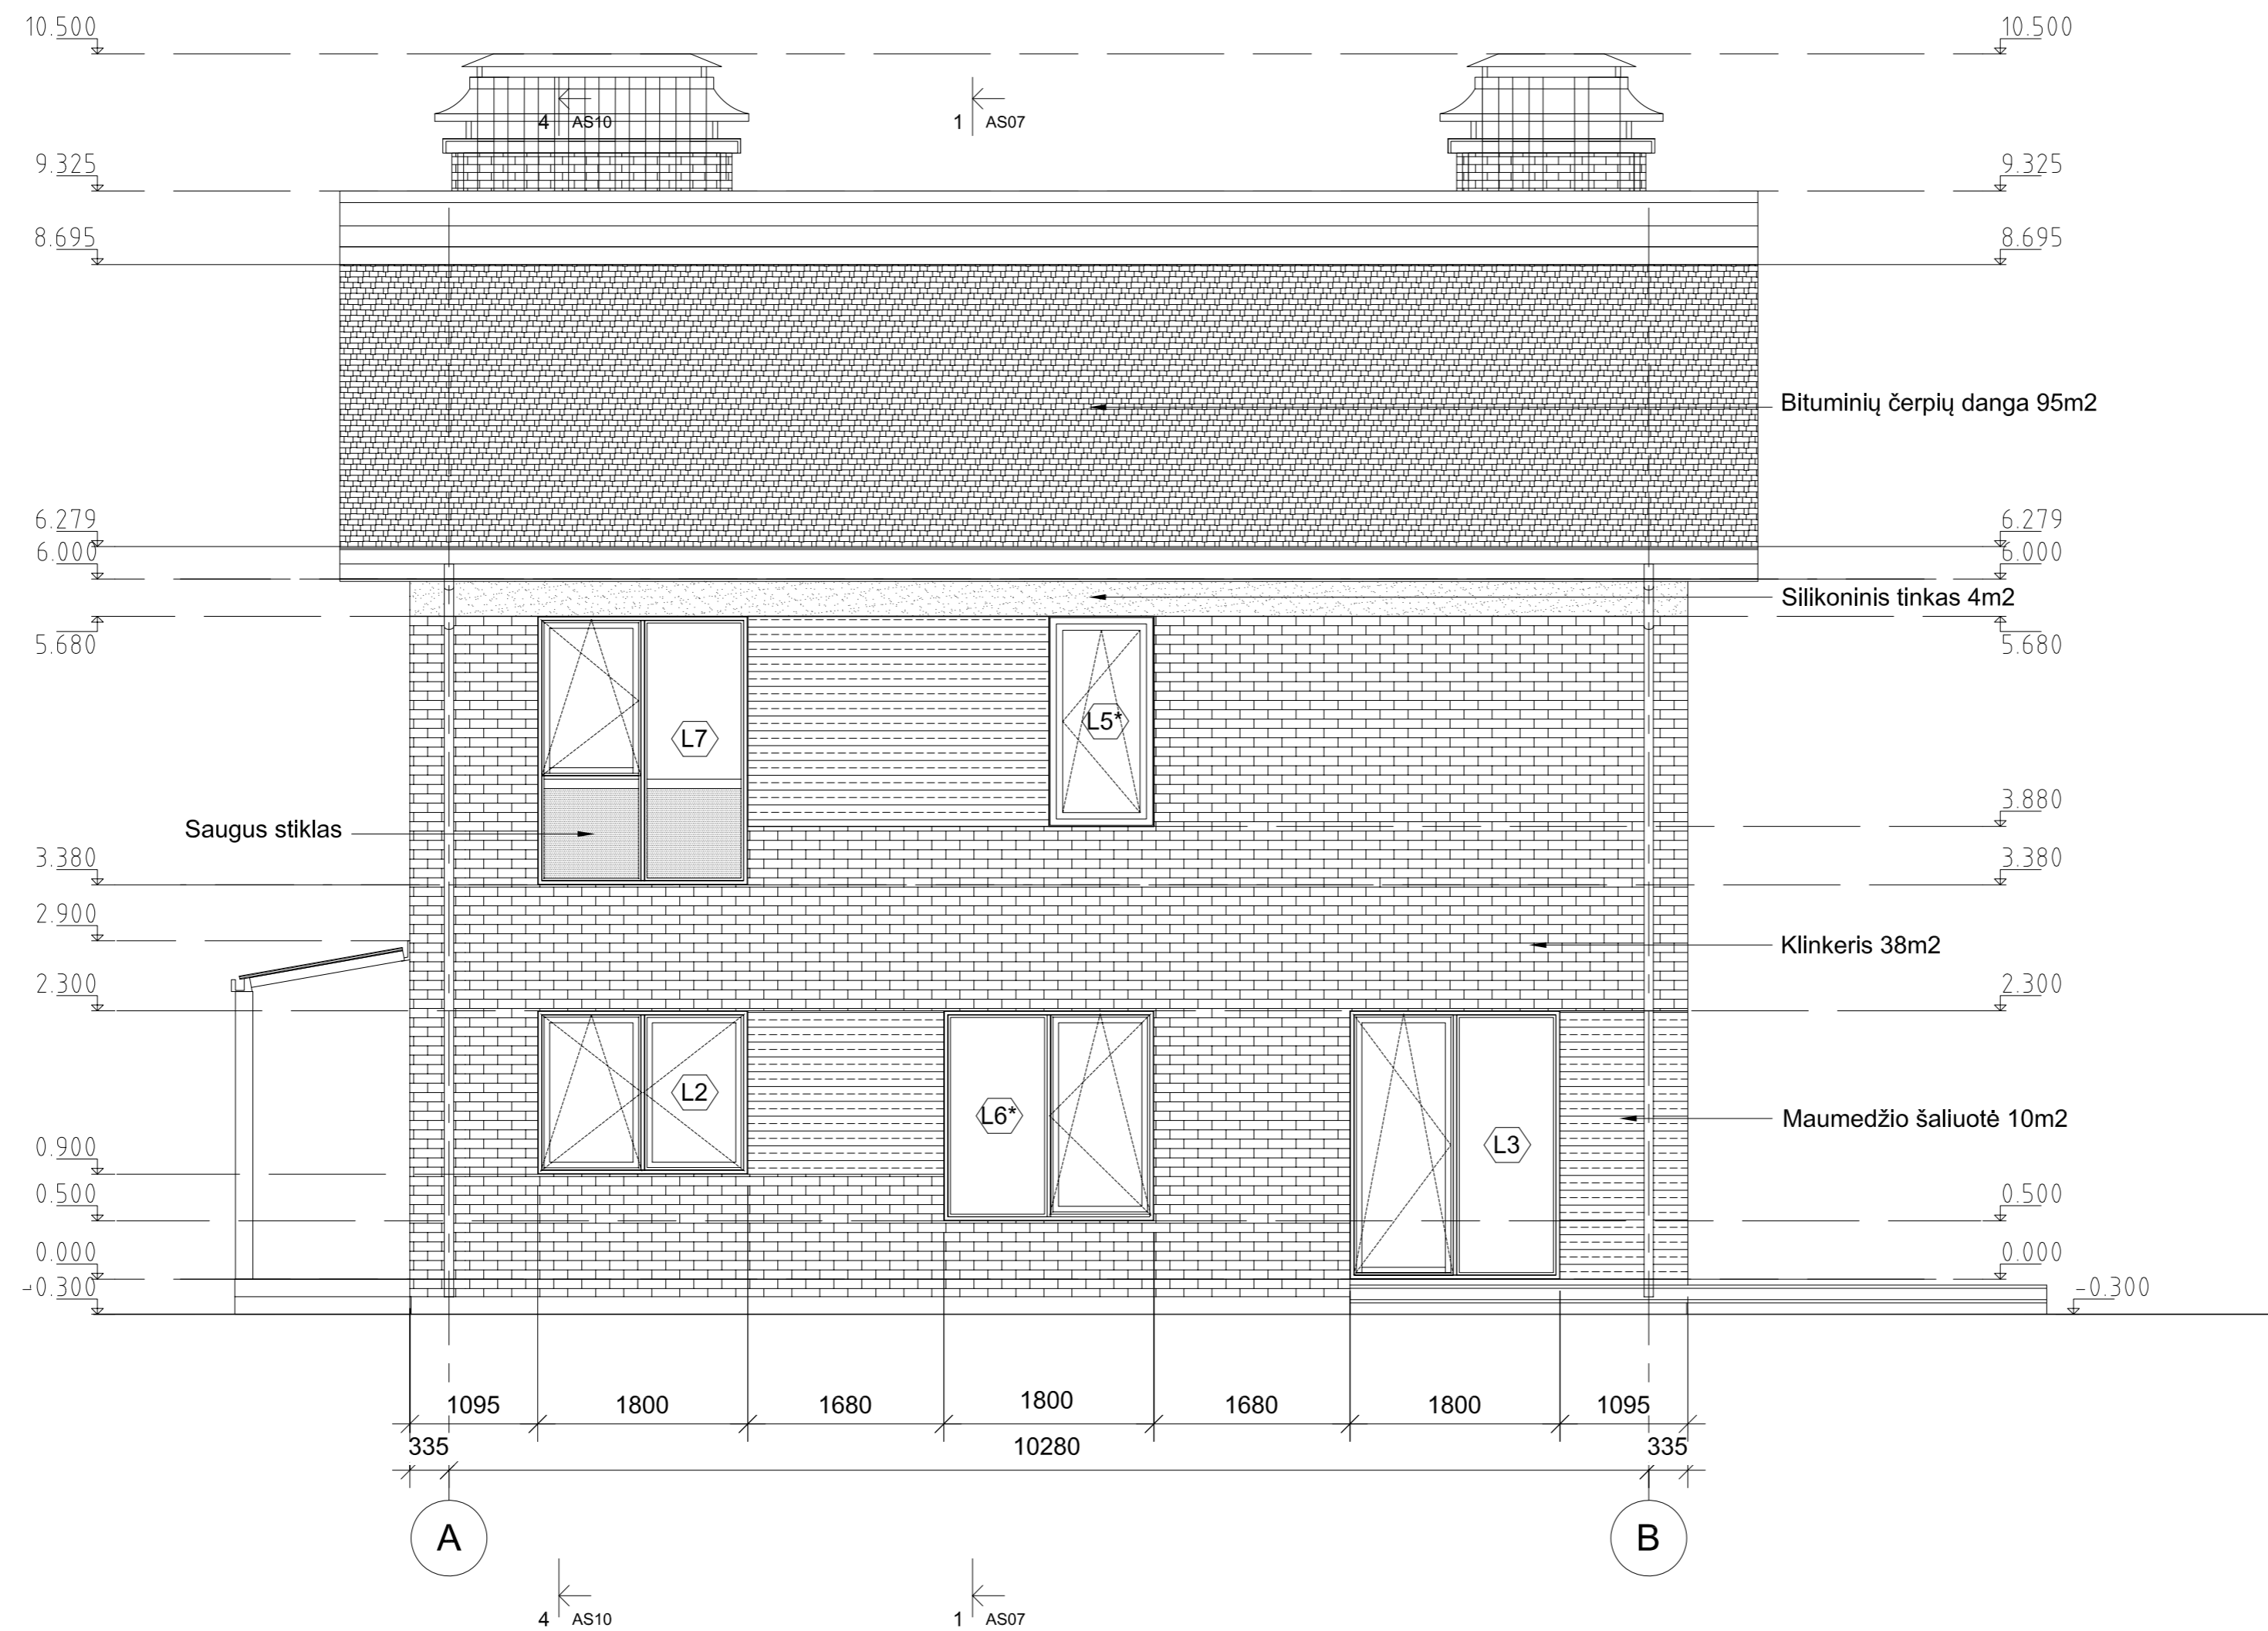 10.500
10.500
4 AS10
1 AS07
9.325
9.325
8.695
8.695
Bituminių čerpių danga 95m2
6.279
6.279
6.000
6.000
Silikoninis tinkas 4m2
5.680
5.680
L7
L5*
3.880
Saugus stiklas
3.380
3.380
2.900
Klinkeris 38m2
2.300
2.300
L2
L6*
L3
Maumedžio šaliuotė 10m2
0.900
0.500
0.500
0.000
0.000
-0.300
-0.300
1095 1800 1680 1800 1680 1800 1095
335 10280 335
A
B
4 AS10
1 AS07